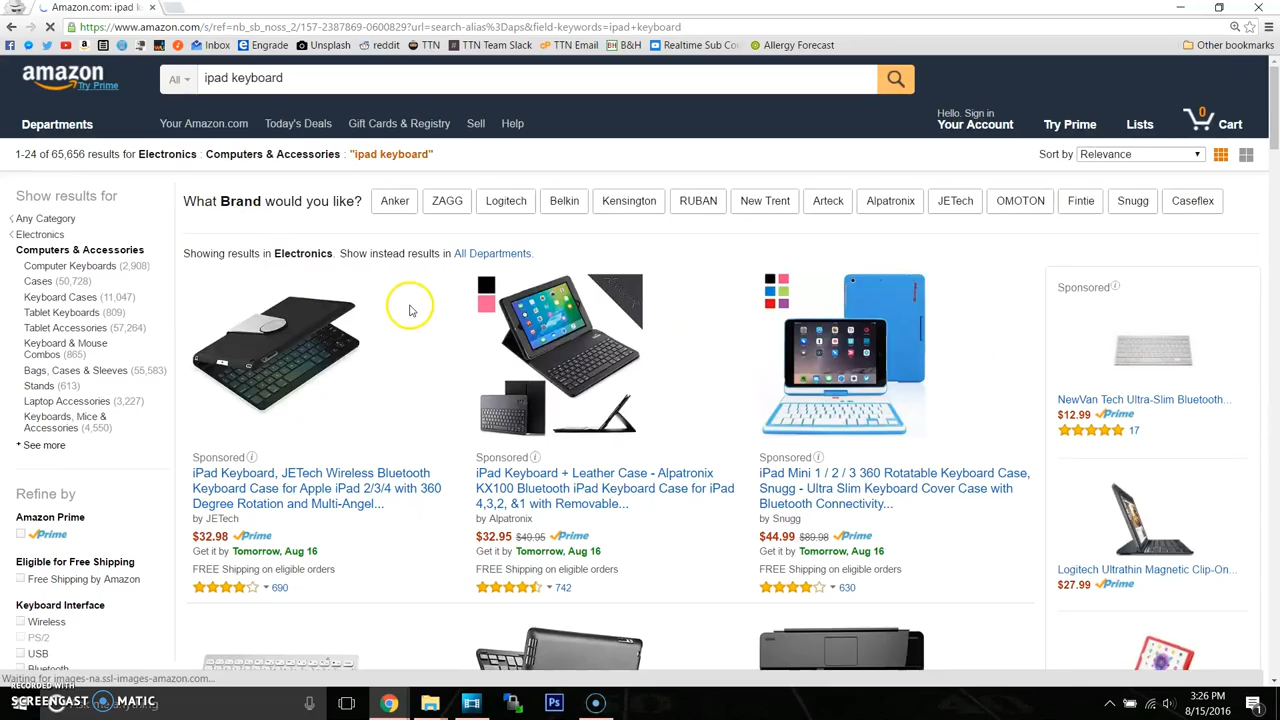 Amazon.com: ipad k
https://www.amazon.com/s/ref=nb_sb_noss_2/157-2387869-0600829?url=search-alias%3Daps&field-keywords=ipad+keyboard
Inbox Engrade Unsplash reddit TTN TTN Team Slack TTN Email B&H Realtime Sub Co Allergy Forecast Other bookmarks
amazon
Try Prime
All ipad keyboard
Departments Your Amazon.com Today's Deals Gift Cards & Registry Sell Help
Hello. Sign in
Your Account Try Prime Lists 0 Cart
1-24 of 65,656 results for Electronics : Computers & Accessories : "ipad keyboard"
Sort by Relevance
Show results for
Any Category
Electronics
Computers & Accessories
Computer Keyboards (2,908)
Cases (50,728)
Keyboard Cases (11,047)
Tablet Keyboards (809)
Tablet Accessories (57,264)
Keyboard & Mouse
Combos (865)
Bags, Cases & Sleeves (55,583)
Stands (613)
Laptop Accessories (3,227)
Keyboards, Mice &
Accessories (4,550)
+ See more
Refine by
Amazon Prime
Prime
Eligible for Free Shipping
Free Shipping by Amazon
Keyboard Interface
Wireless
PS/2
USB
Bluetooth
What Brand would you like? Anker ZAGG Logitech Belkin Kensington RUBAN New Trent Arteck Alpatronix JETech OMOTON Fintie Snugg Caseflex
Showing results in Electronics. Show instead results in All Departments.
Sponsored
iPad Keyboard, JETech Wireless Bluetooth
Keyboard Case for Apple iPad 2/3/4 with 360
Degree Rotation and Multi-Angel...
by JETech
$32.98 Prime
Get it by Tomorrow, Aug 16
FREE Shipping on eligible orders
690
Sponsored
iPad Keyboard + Leather Case - Alpatronix
KX100 Bluetooth iPad Keyboard Case for iPad
4,3,2, &1 with Removable...
by Alpatronix
$32.95 $49.95 Prime
Get it by Tomorrow, Aug 16
FREE Shipping on eligible orders
742
Sponsored
iPad Mini 1 / 2 / 3 360 Rotatable Keyboard Case,
Snugg - Ultra Slim Keyboard Cover Case with
Bluetooth Connectivity...
by Snugg
$44.99 $89.98 Prime
Get it by Tomorrow, Aug 16
FREE Shipping on eligible orders
630
Sponsored
NewVan Tech Ultra-Slim Bluetooth...
$12.99 Prime
17
Logitech Ultrathin Magnetic Clip-On...
$27.99 Prime
Waiting for images-na.ssl-images-amazon.com...
RECORDED WITH
SCREENCAST MATIC
Ps
3:26 PM
8/15/2016